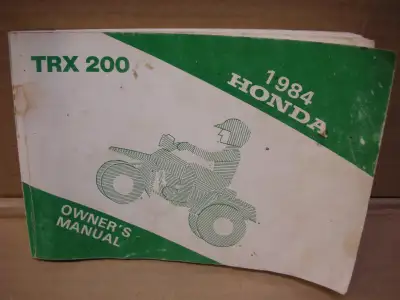 TRX 200
1984
HONDA
OWNER'S
MANUAL